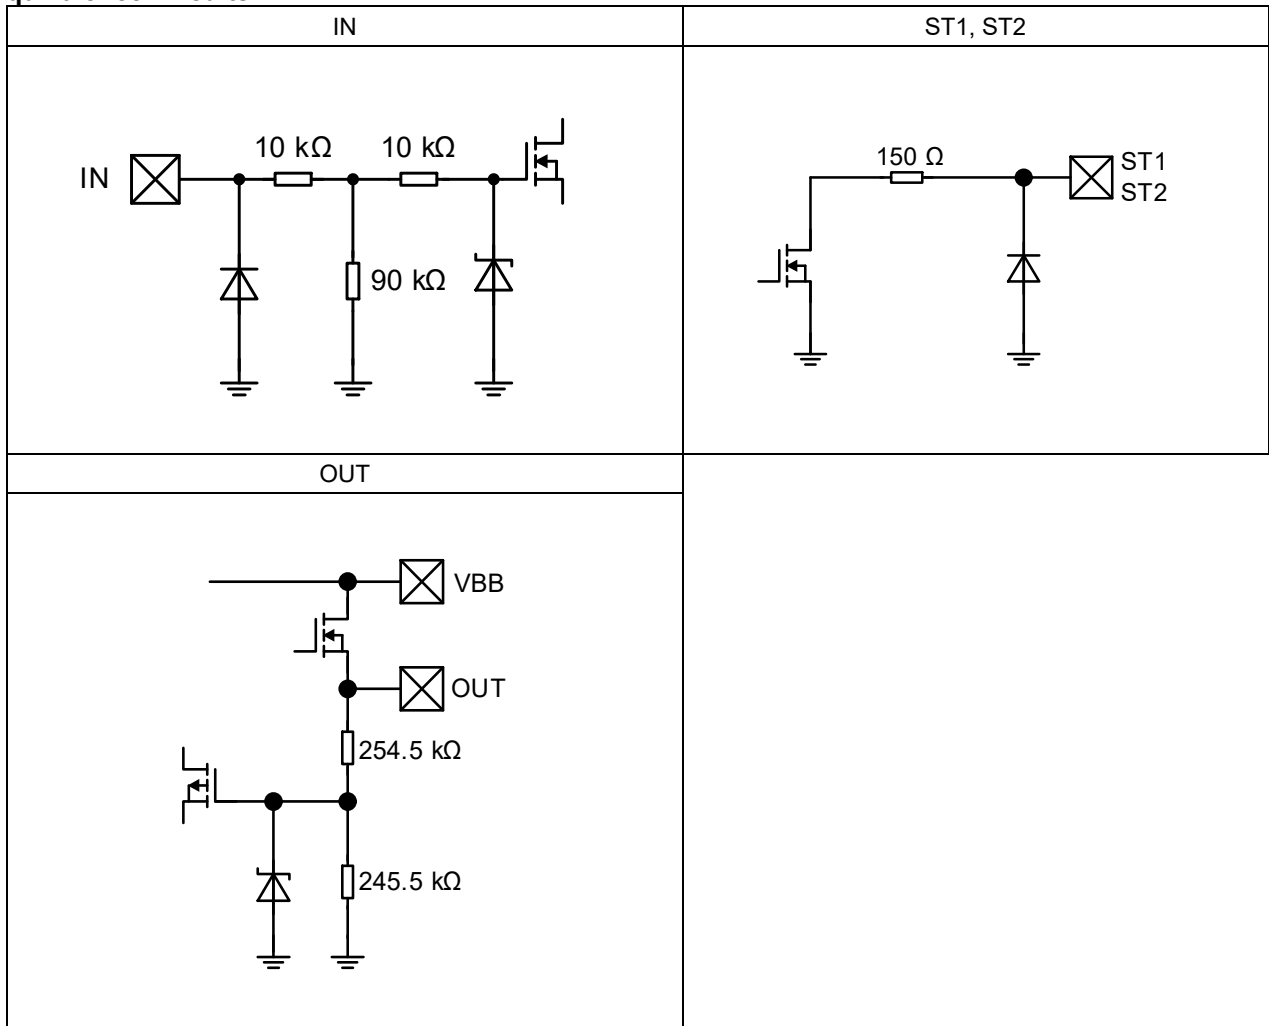 IN
ST1, ST2
10 kΩ
10 kΩ
IN
90 kΩ
150 Ω
ST1
ST2
OUT
VBB
OUT
254.5 kΩ
245.5 kΩ